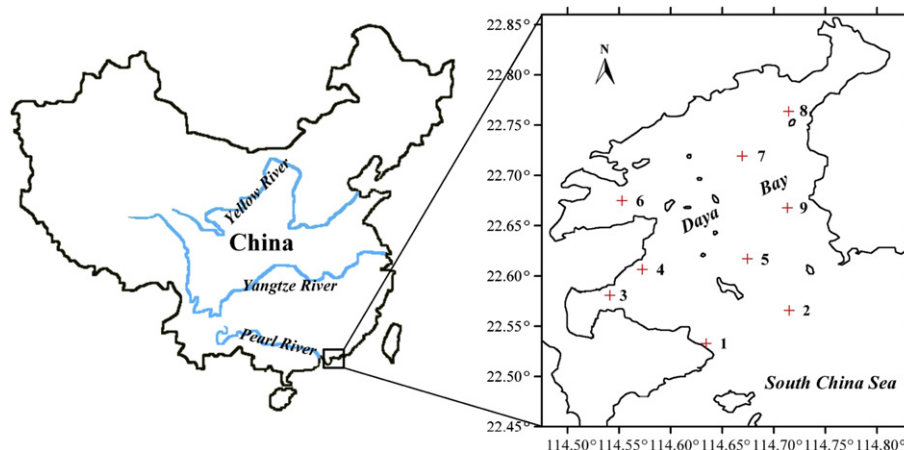 Yellow River
China
Yangtze River
Pearl River
22.85°
22.80°
22.75°
22.70°
22.65°
22.60°
22.55°
22.50°
22.45°
N
8
7
Bay
6
9
Daya
5
4
3
2
1
South China Sea
114.50° 114.55° 114.60° 114.65° 114.70° 114.75° 114.80°